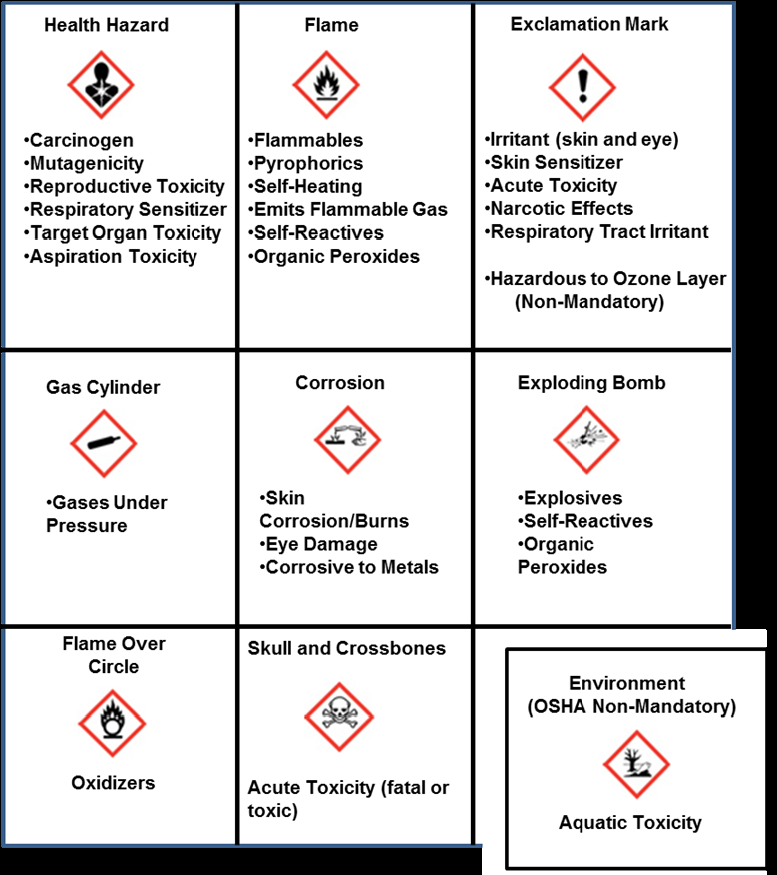 Health Hazard
•Carcinogen
•Mutagenicity
•Reproductive Toxicity
•Respiratory Sensitizer
•Target Organ Toxicity
•Aspiration Toxicity
Flame
•Flammables
•Pyrophorics
•Self-Heating
•Emits Flammable Gas
•Self-Reactives
•Organic Peroxides
Exclamation Mark
•Irritant (skin and eye)
•Skin Sensitizer
•Acute Toxicity
•Narcotic Effects
•Respiratory Tract Irritant
•Hazardous to Ozone Layer
(Non-Mandatory)
Gas Cylinder
•Gases Under
Pressure
Corrosion
•Skin
Corrosion/Burns
•Eye Damage
•Corrosive to Metals
Exploding Bomb
•Explosives
•Self-Reactives
•Organic
Peroxides
Flame Over
Circle
Oxidizers
Skull and Crossbones
Acute Toxicity (fatal or
toxic)
Environment
(OSHA Non-Mandatory)
Aquatic Toxicity